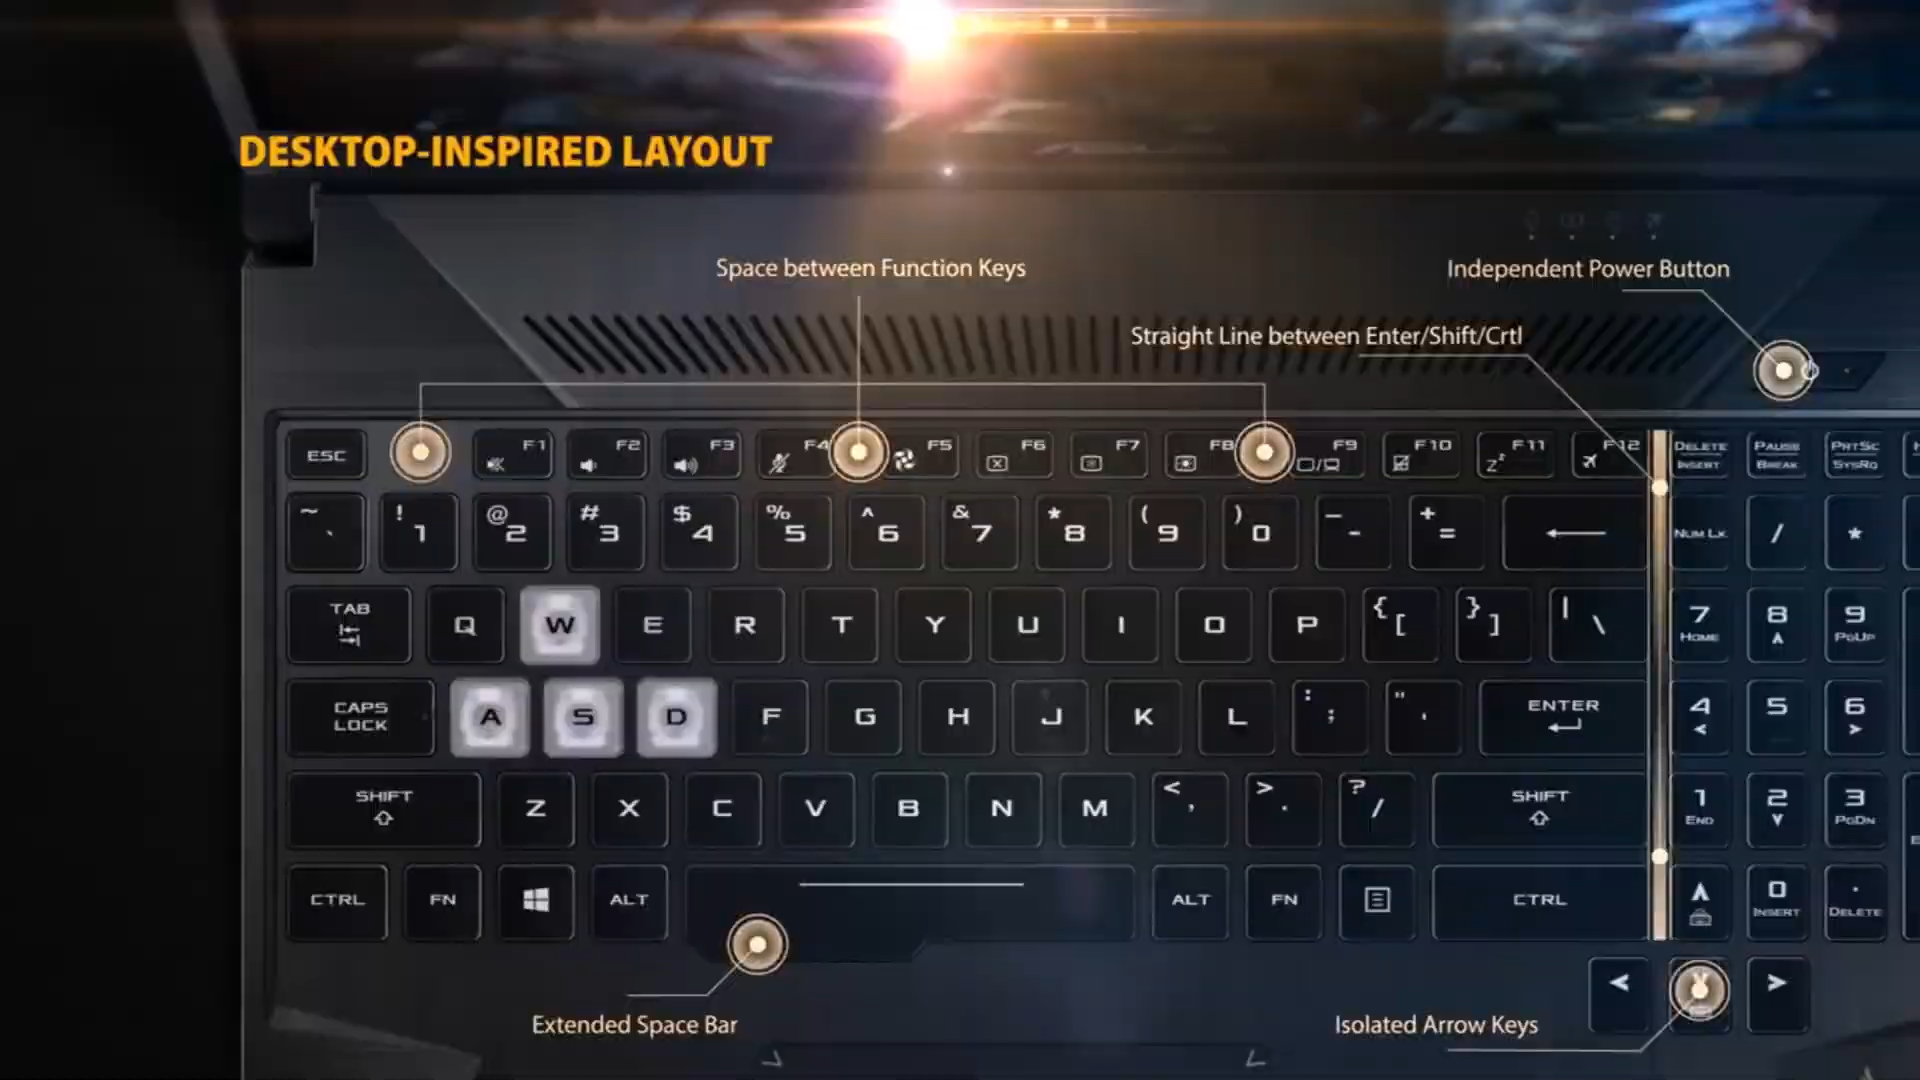 DESKTOP-INSPIRED LAYOUT
Space between Function Keys
Independent Power Button
Straight Line between Enter/Shift/Crtl
ESC F1 F2 F3 F4 F5 F6 F7 F8 F9 F10 F11 F12 DELETE INSERT PAUSE BREAK PRTSC SYSRQ
~ ` ! 1 @ 2 # 3 $ 4 % 5 ^ 6 & 7 * 8 ( 9 ) 0 _ - + = NUM LK / *
TAB Q W E R T Y U I O P { [ } ] | \ 7 HOME 8 9 PGUP
CAPS LOCK A S D F G H J K L : ; " ' ENTER 4 5 6
SHIFT Z X C V B N M < , > . ? / SHIFT 1 END 2 3 PGDN
CTRL FN ALT ALT FN CTRL 0 INSERT . DELETE
Extended Space Bar
Isolated Arrow Keys